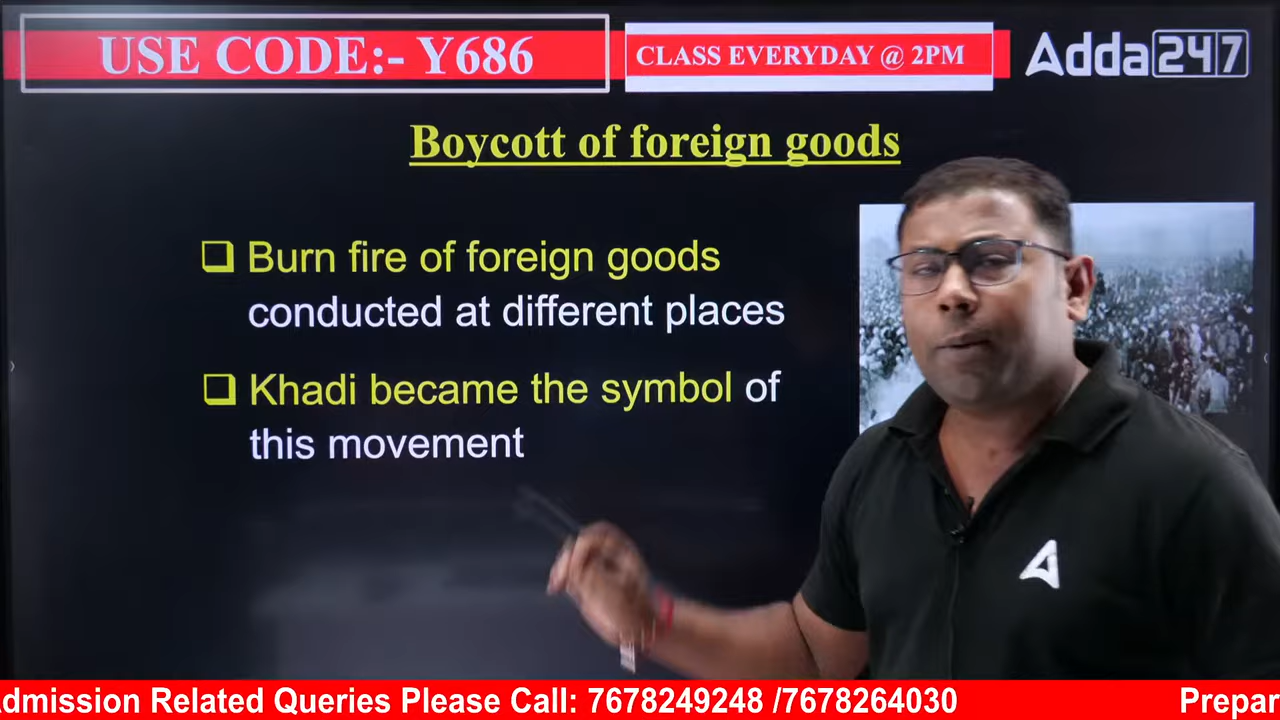 USE CODE:- Y686
CLASS EVERYDAY @ 2PM
Adda247
Boycott of foreign goods
Burn fire of foreign goods
conducted at different places
Khadi became the symbol of
this movement
dmission Related Queries Please Call: 7678249248 /7678264030 Prepar